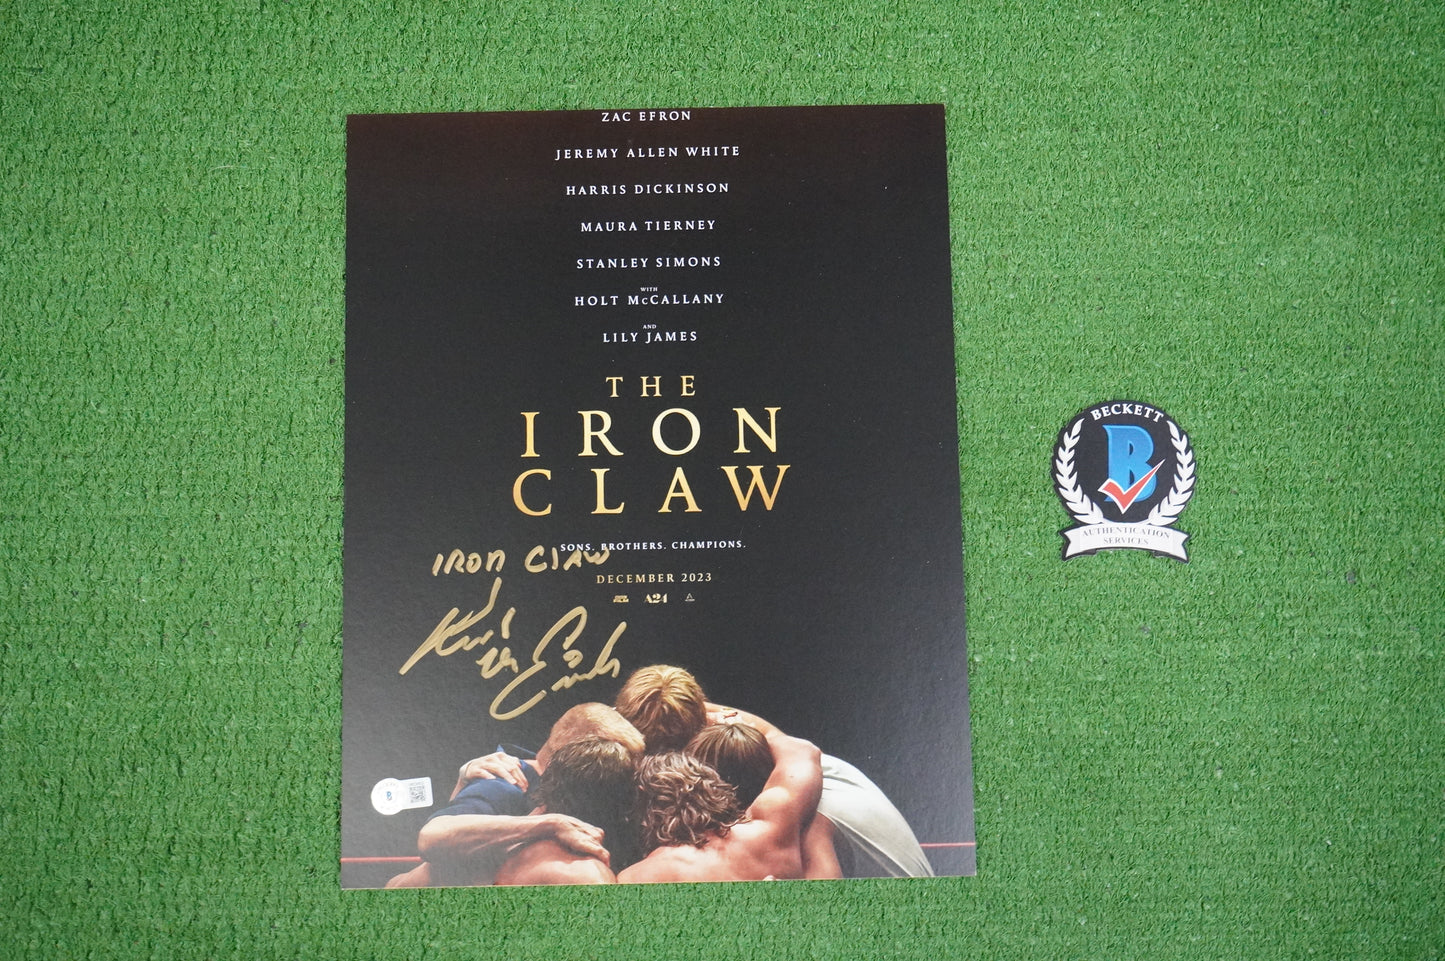 ZAC EFRON
JEREMY ALLEN WHITE
HARRIS DICKINSON
MAURA TIERNEY
STANLEY SIMONS
WITH
HOLT McCALLANY
AND
LILY JAMES
THE
IRON
CLAW
SONS. BROTHERS. CHAMPIONS.
IRON CLAW
DECEMBER 2023
A24
BECKETT
B
AUTHENTICATION
SERVICES